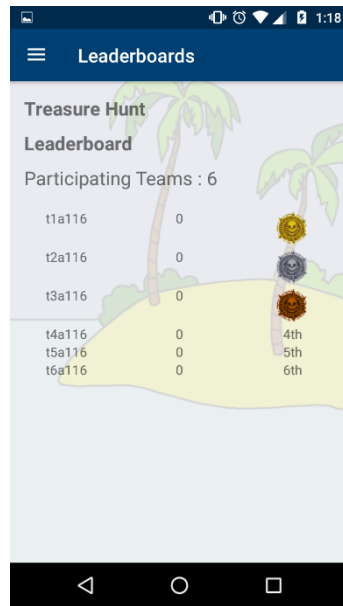 1:18
Leaderboards
Treasure Hunt
Leaderboard
Participating Teams : 6
t1a116 0
t2a116 0
t3a116 0
t4a116 0 4th
t5a116 0 5th
t6a116 0 6th